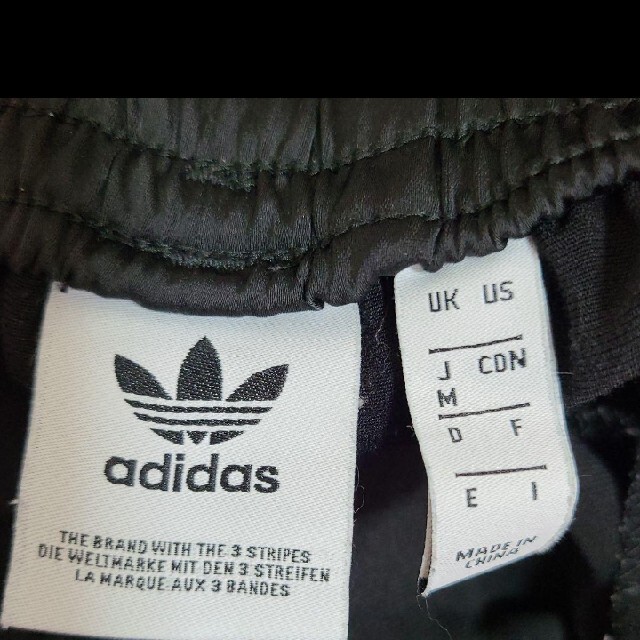 adidas
THE BRAND WITH THE 3 STRIPES
DIE WELTMARKE MIT DEN 3 STREIFEN
LA MARQUE AUX 3 BANDES
UK US
J CDN
M
D F
E I
MADE IN
CHINA